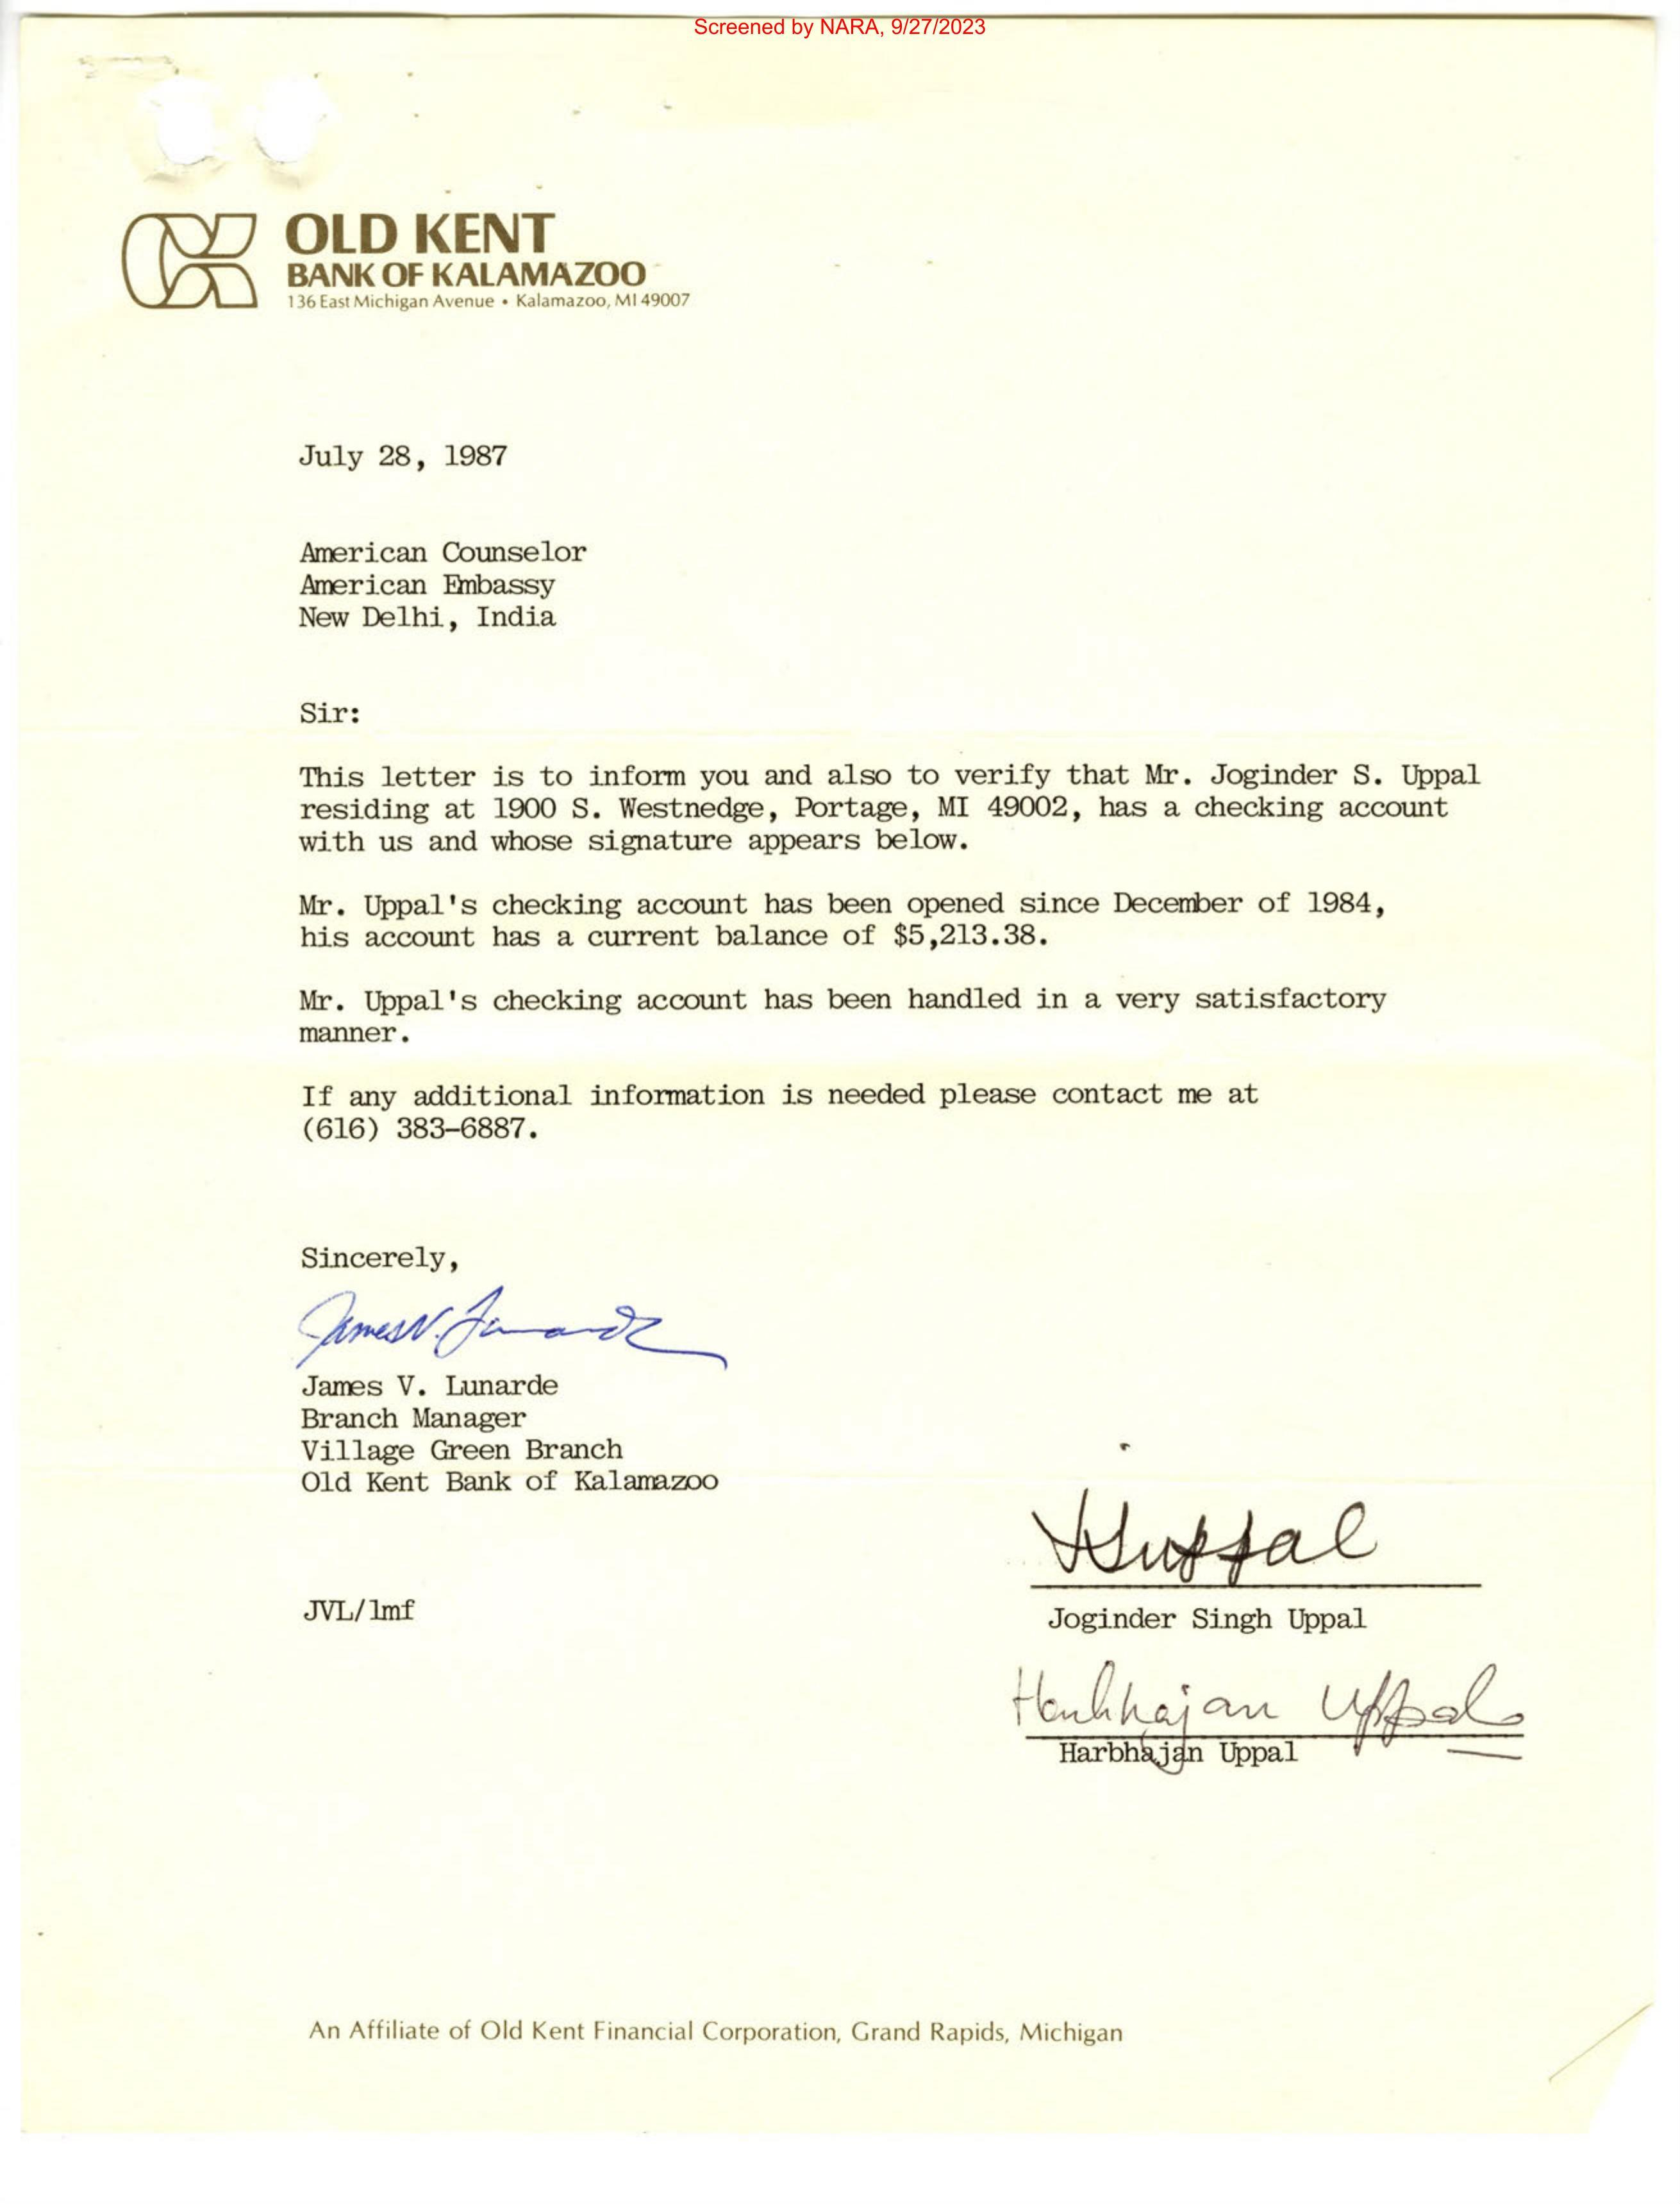 Screened by NARA, 9/27/2023
OLD KENT
BANK OF KALAMAZOO
136 East Michigan Avenue • Kalamazoo, MI 49007
July 28, 1987
American Counselor
American Embassy
New Delhi, India
Sir:
This letter is to inform you and also to verify that Mr. Joginder S. Uppal
residing at 1900 S. Westnedge, Portage, MI 49002, has a checking account
with us and whose signature appears below.
Mr. Uppal's checking account has been opened since December of 1984,
his account has a current balance of $5,213.38.
Mr. Uppal's checking account has been handled in a very satisfactory
manner.
If any additional information is needed please contact me at
(616) 383-6887.
Sincerely,
James V. Lunarde
James V. Lunarde
Branch Manager
Village Green Branch
Old Kent Bank of Kalamazoo
JSuppal
JVL/lmf
Joginder Singh Uppal
Harbhajan Uppal
Harbhajan Uppal
An Affiliate of Old Kent Financial Corporation, Grand Rapids, Michigan